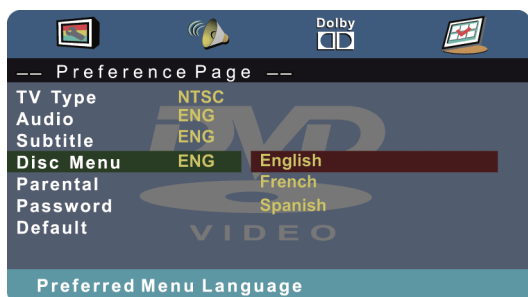 Dolby
-- Preference Page --
TV Type NTSC
Audio ENG
Subtitle ENG
Disc Menu ENG English
Parental French
Password Spanish
Default
DVD
VIDEO
Preferred Menu Language